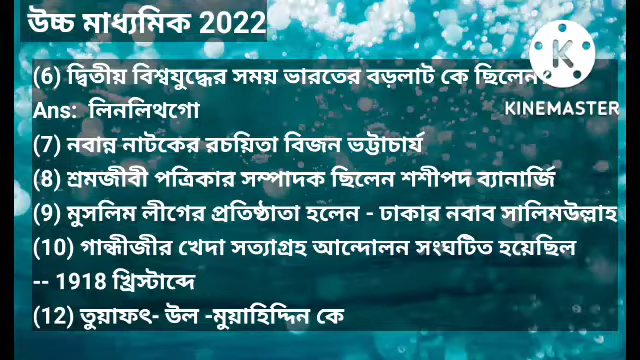 উচ্চ মাধ্যমিক 2022
(6) দ্বিতীয় বিশ্বযুদ্ধের সময় ভারতের বড়লাট কে ছিলেন
Ans: লিনলিথগো
(7) নবান্ন নাটকের রচয়িতা বিজন ভট্টাচার্য
(8) শ্রমজীবী পত্রিকার সম্পাদক ছিলেন শশীপদ ব্যানার্জি
(9) মুসলিম লীগের প্রতিষ্ঠাতা হলেন - ঢাকার নবাব সালিমউল্লাহ
(10) গান্ধীজীর খেদা সত্যাগ্রহ আন্দোলন সংঘটিত হয়েছিল
-- 1918 খ্রিস্টাব্দে
(12) তুয়াফৎ- উল -মুয়াহিদ্দিন কে
K
KINEMASTER